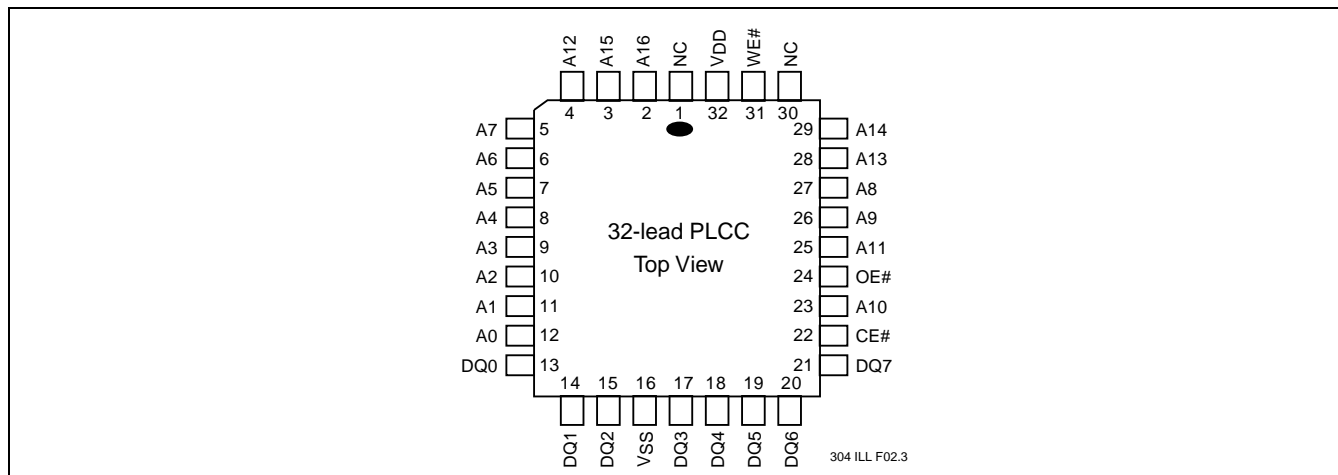 A12 A15 A16 NC VDD WE# NC
4 3 2 1 32 31 30
A7 5 29 A14
A6 6 28 A13
A5 7 27 A8
A4 8 26 A9
A3 9 25 A11
A2 10 24 OE#
A1 11 23 A10
A0 12 22 CE#
DQ0 13 21 DQ7
32-lead PLCC
Top View
14 15 16 17 18 19 20
DQ1 DQ2 VSS DQ3 DQ4 DQ5 DQ6
304 ILL F02.3